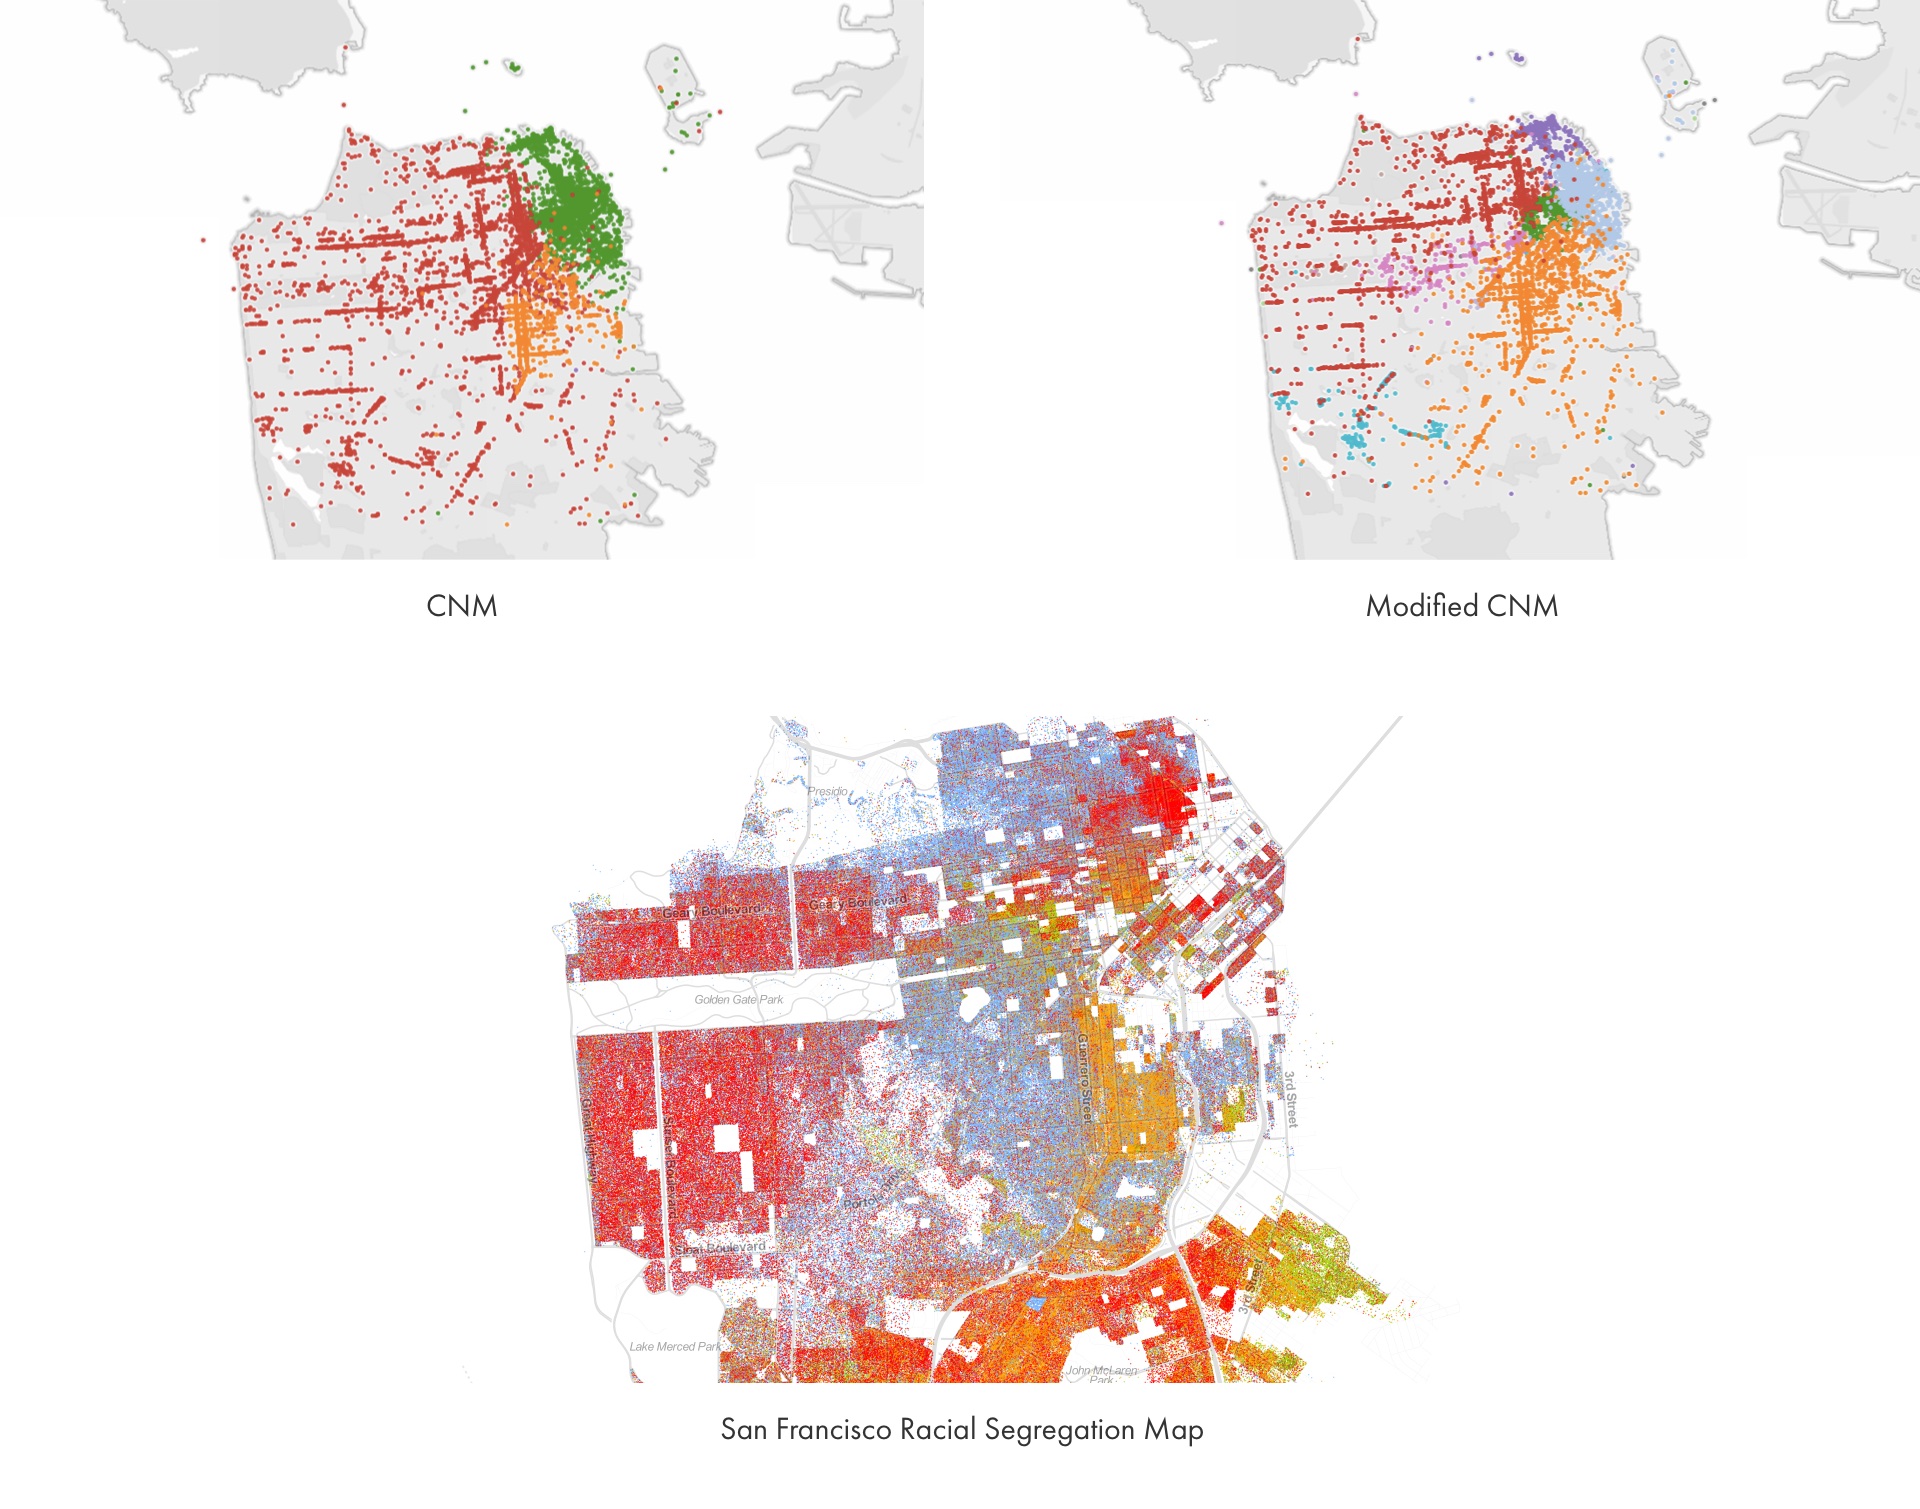 CNM
Modified CNM
Presidio
Geary Boulevard
Geary Boulevard
Golden Gate Park
Guerrero Street
3rd Street
Great Highway
Sunset Boulevard
Portola Drive
Sloat Boulevard
3rd Street
Lake Merced Park
John McLaren
Park
San Francisco Racial Segregation Map